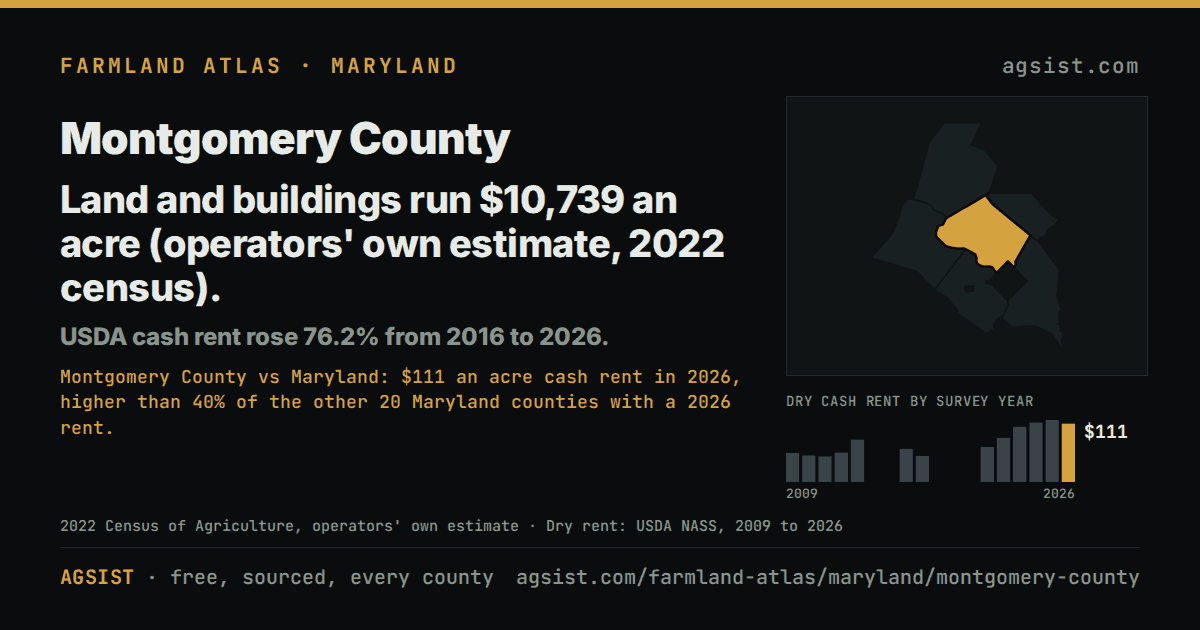 FARMLAND ATLAS · MARYLAND
agsist.com
Montgomery County
Land and buildings run $10,739 an
acre (operators' own estimate, 2022
census).
USDA cash rent rose 76.2% from 2016 to 2026.
Montgomery County vs Maryland: $111 an acre cash rent in 2026,
higher than 40% of the other 20 Maryland counties with a 2026
rent.
DRY CASH RENT BY SURVEY YEAR
$111
2009
2026
2022 Census of Agriculture, operators' own estimate · Dry rent: USDA NASS, 2009 to 2026
AGSIST · free, sourced, every county
agsist.com/farmland-atlas/maryland/montgomery-county